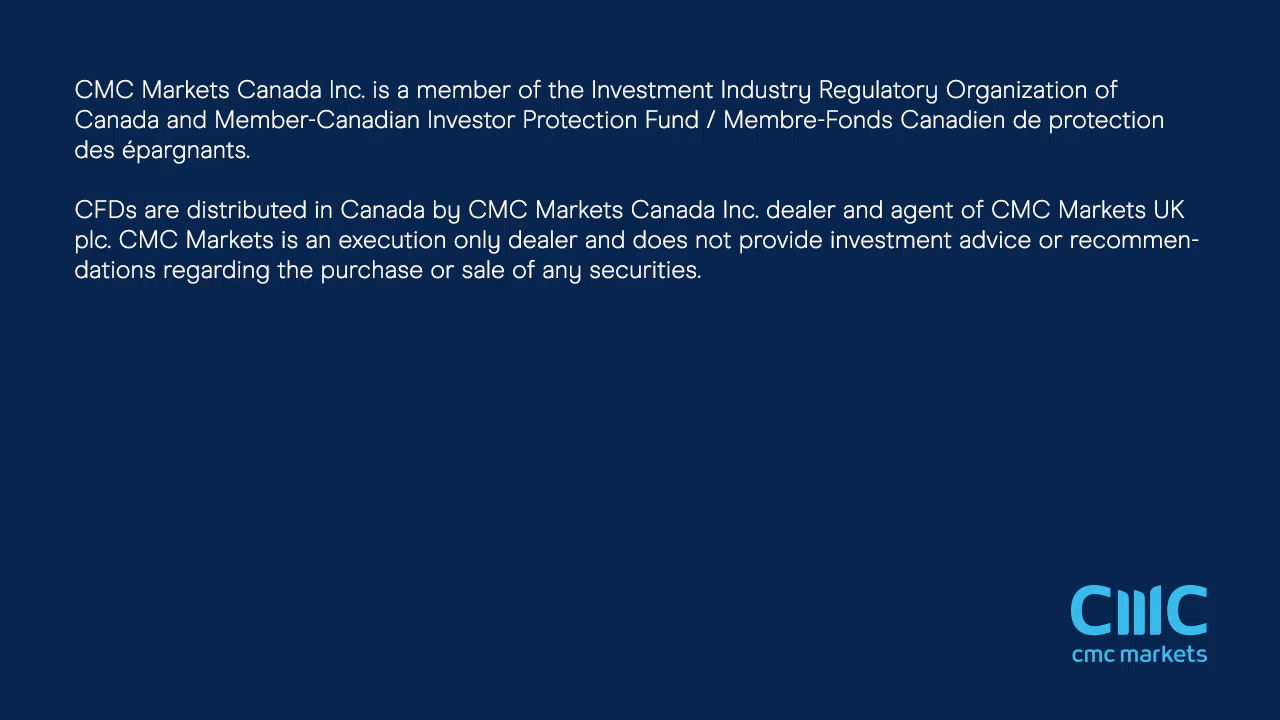 CMC Markets Canada Inc. is a member of the Investment Industry Regulatory Organization of
Canada and Member-Canadian Investor Protection Fund / Membre-Fonds Canadien de protection
des épargnants.
CFDs are distributed in Canada by CMC Markets Canada Inc. dealer and agent of CMC Markets UK
plc. CMC Markets is an execution only dealer and does not provide investment advice or recommen-
dations regarding the purchase or sale of any securities.
CMC
cmc markets